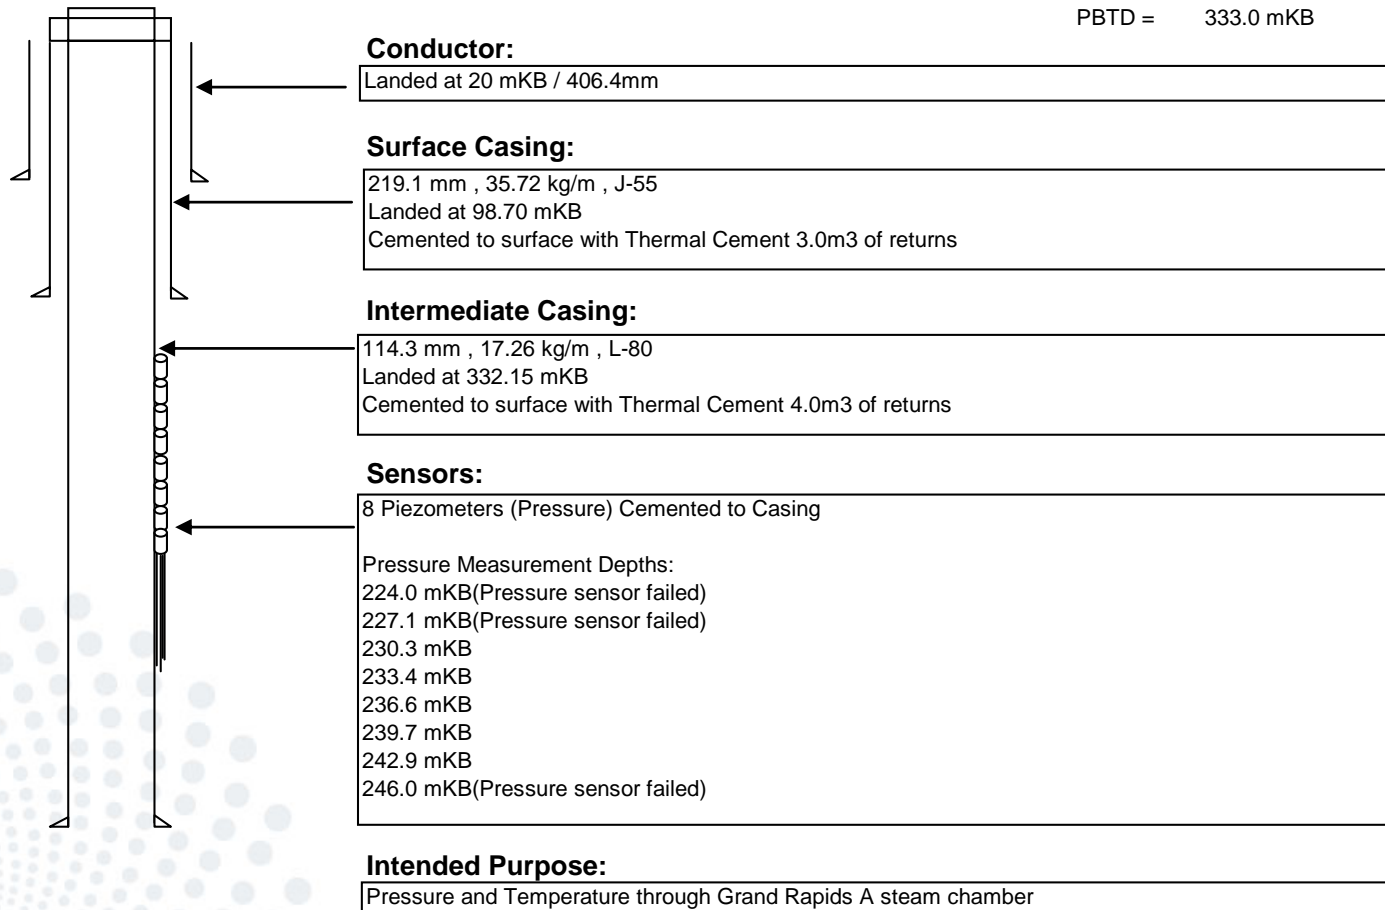 PBTD = 333.0 mKB
Conductor:
Landed at 20 mKB / 406.4mm
Surface Casing:
219.1 mm , 35.72 kg/m , J-55
Landed at 98.70 mKB
Cemented to surface with Thermal Cement 3.0m3 of returns
Intermediate Casing:
114.3 mm , 17.26 kg/m , L-80
Landed at 332.15 mKB
Cemented to surface with Thermal Cement 4.0m3 of returns
Sensors:
8 Piezometers (Pressure) Cemented to Casing
Pressure Measurement Depths:
224.0 mKB(Pressure sensor failed)
227.1 mKB(Pressure sensor failed)
230.3 mKB
233.4 mKB
236.6 mKB
239.7 mKB
242.9 mKB
246.0 mKB(Pressure sensor failed)
Intended Purpose:
Pressure and Temperature through Grand Rapids A steam chamber